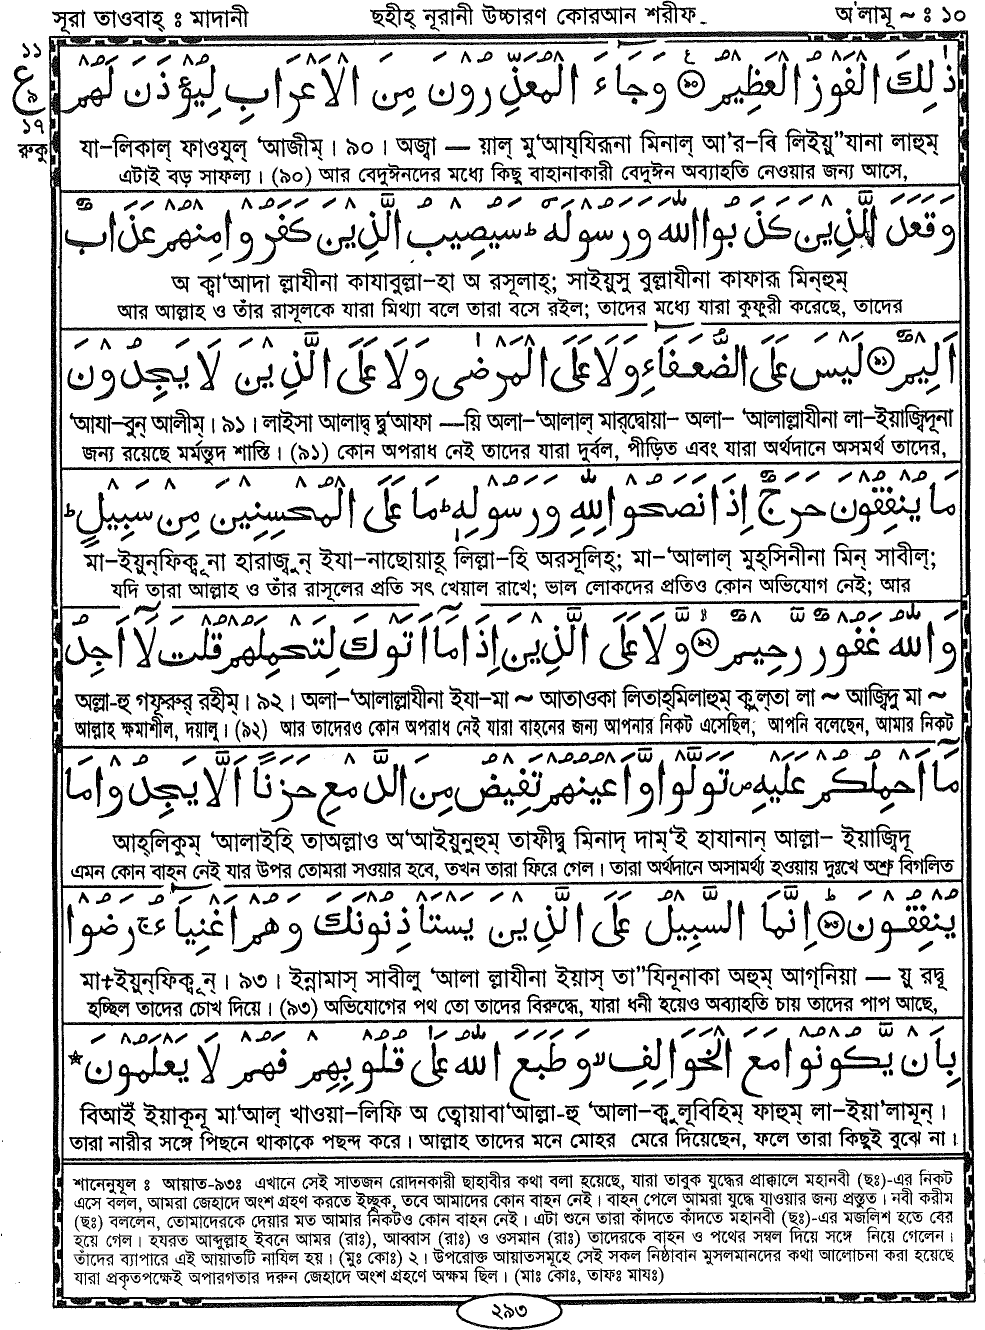 সূরা তাওবাহ্ ঃ মাদানী
ছহীহ্ নূরানী উচ্চারণ কোরআন শরীফ
অ'লামূ ~ ঃ ১০
১১
ع
৯
১৭
রুকু
ذٰلِكَ الْفَوْزُ الْعَظِيْمُ ۝ وَجَآءَ الْمُعَذِّرُوْنَ مِنَ الْاَعْرَابِ لِيُؤْذَنَ لَهُمْ
যা–লিকাল্ ফাওযুল্ 'আজীম্। ৯০। অজ্বা — য়াল্ মু'আয্যিরূনা মিনাল্ আ'র–বি লিইয়ু"যানা লাহুম্
এটাই বড় সাফল্য। (৯০) আর বেদুঈনদের মধ্যে কিছু বাহানাকারী বেদুঈন অব্যাহতি নেওয়ার জন্য আসে,
وَقَعَدَ الَّذِيْنَ كَذَبُوا اللّٰهَ وَرَسُوْلَهٗ ؕ سَيُصِيْبُ الَّذِيْنَ كَفَرُوْا مِنْهُمْ عَذَابٌ
অ ক্বা'আদা ল্লাযীনা কাযাবুল্লা–হা অ রসূলাহ্; সাইয়ুসু বুল্লাযীনা কাফারূ মিন্হুম্
আর আল্লাহ ও তাঁর রাসূলকে যারা মিথ্যা বলে তারা বসে রইল; তাদের মধ্যে যারা কুফুরী করেছে, তাদের
اَلِيْمٌ ۝ لَيْسَ عَلَى الضُّعَفَآءِ وَلَا عَلَى الْمَرْضٰى وَلَا عَلَى الَّذِيْنَ لَا يَجِدُوْنَ
'আযা–বুন্ আলীম্। ৯১। লাইসা আলাদ্ব দ্বু'আফা —য়ি অলা–'আলাল্ মার্দ্বোয়া– অলা– 'আলাল্লাযীনা লা–ইয়াজ্বিদূনা
জন্য রয়েছে মর্মন্তুদ শাস্তি। (৯১) কোন অপরাধ নেই তাদের যারা দুর্বল, পীড়িত এবং যারা অর্থদানে অসমর্থ তাদের,
مَا يُنْفِقُوْنَ حَرَجٌ اِذَا نَصَحُوْا لِلّٰهِ وَرَسُوْلِهٖ ؕ مَا عَلَى الْمُحْسِنِيْنَ مِنْ سَبِيْلٍ ؕ
মা–ইয়ুন্ফিক্বূনা হারাজুন্ ইযা–নাছোয়াহূ লিল্লা–হি অরসূলিহ্; মা–'আলাল্ মুহ্সিনীনা মিন্ সাবীল্;
যদি তারা আল্লাহ ও তাঁর রাসূলের প্রতি সৎ খেয়াল রাখে; ভাল লোকদের প্রতিও কোন অভিযোগ নেই; আর
وَاللّٰهُ غَفُوْرٌ رَّحِيْمٌ ۝ وَّلَا عَلَى الَّذِيْنَ اِذَا مَآ اَتَوْكَ لِتَحْمِلَهُمْ قُلْتَ لَآ اَجِدُ
অল্লা-হু গফূরুর্ রহীম্। ৯২। অলা–'আলাল্লাযীনা ইযা–মা ~ আতাওকা লিতাহ্মিলাহুম্ ক্বুল্তা লা ~ আজ্বিদু মা ~
আল্লাহ ক্ষমাশীল, দয়ালু। (৯২) আর তাদেরও কোন অপরাধ নেই যারা বাহনের জন্য আপনার নিকট এসেছিল; আপনি বলেছেন, আমার নিকট
مَآ اَحْمِلُكُمْ عَلَيْهِ تَوَلَّوْا وَّاَعْيُنُهُمْ تَفِيْضُ مِنَ الدَّمْعِ حَزَنًا اَلَّا يَجِدُوْا مَا
আহ্লিকুম্ 'আলাইহি তাঅল্লাও অ'আইয়ুনুহুম্ তাফীদ্বু মিনাদ্ দাম্'ই হাযানান্ আল্লা– ইয়াজ্বিদূ
এমন কোন বাহন নেই যার উপর তোমরা সওয়ার হবে, তখন তারা ফিরে গেল। তারা অর্থদানে অসামর্থ্য হওয়ায় দুঃখে অশ্রু বিগলিত
يُنْفِقُوْنَ ۝ اِنَّمَا السَّبِيْلُ عَلَى الَّذِيْنَ يَسْتَاْذِنُوْنَكَ وَهُمْ اَغْنِيَآءُ ۚ رَضُوْا
মা+ইয়ুন্ফিক্বূন্। ৯৩। ইন্নামাস্ সাবীলু 'আলা ল্লাযীনা ইয়াস্ তা"যিনূনাকা অহুম্ আগ্নিয়া — য়ু রদ্বূ
হচ্ছিল তাদের চোখ দিয়ে। (৯৩) অভিযোগের পথ তো তাদের বিরুদ্ধে, যারা ধনী হয়েও অব্যাহতি চায় তাদের পাপ আছে,
بِاَنْ يَّكُوْنُوْا مَعَ الْخَوَالِفِ ۙ وَطَبَعَ اللّٰهُ عَلٰى قُلُوْبِهِمْ فَهُمْ لَا يَعْلَمُوْنَ *
বিআইঁ ইয়াকূনূ মা'আল্ খাওয়া–লিফি অ ত্বোয়াবা'আল্লা-হু 'আলা–ক্বুলূবিহিম্ ফাহুম্ লা–ইয়া'লামূন্।
তারা নারীর সঙ্গে পিছনে থাকাকে পছন্দ করে। আল্লাহ তাদের মনে মোহর মেরে দিয়েছেন, ফলে তারা কিছুই বুঝে না।
শানেনুযূল ঃ আয়াত-৯৩ঃ এখানে সেই সাতজন রোদনকারী ছাহাবীর কথা বলা হয়েছে, যারা তাবুক যুদ্ধের প্রাক্কালে মহানবী (ছঃ)-এর নিকট
এসে বলল, আমরা জেহাদে অংশ গ্রহণ করতে ইচ্ছুক, তবে আমাদের কোন বাহন নেই। বাহন পেলে আমরা যুদ্ধে যাওয়ার জন্য প্রস্তুত। নবী করীম
(ছঃ) বললেন, তোমাদেরকে দেয়ার মত আমার নিকটও কোন বাহন নেই। এটা শুনে তারা কাঁদতে কাঁদতে মহানবী (ছঃ)-এর মজলিশ হতে বের
হয়ে গেল। হযরত আব্দুল্লাহ ইবনে আমর (রাঃ), আব্বাস (রাঃ) ও ওসমান (রাঃ) তাদেরকে বাহন ও পথের সম্বল দিয়ে সঙ্গে নিয়ে গেলেন।
তাঁদের ব্যাপারে এই আয়াতটি নাযিল হয়। (মুঃ কোঃ) ২। উপরোক্ত আয়াতসমূহে সেই সকল নিষ্ঠাবান মুসলমানদের কথা আলোচনা করা হয়েছে
যারা প্রকৃতপক্ষেই অপারগতার দরুন জেহাদে অংশ গ্রহণে অক্ষম ছিল। (মাঃ কোঃ, তাফঃ মাযঃ)
২৯৩